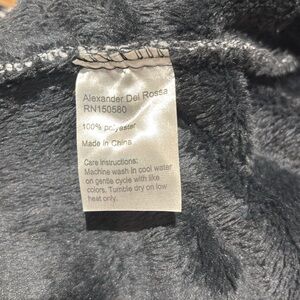 Alexander Del Rossa
RN150580
100% polyester
Made in China
Care instructions:
Machine wash in cool water
on gentle cycle with like
colors. Tumble dry on low
heat only.